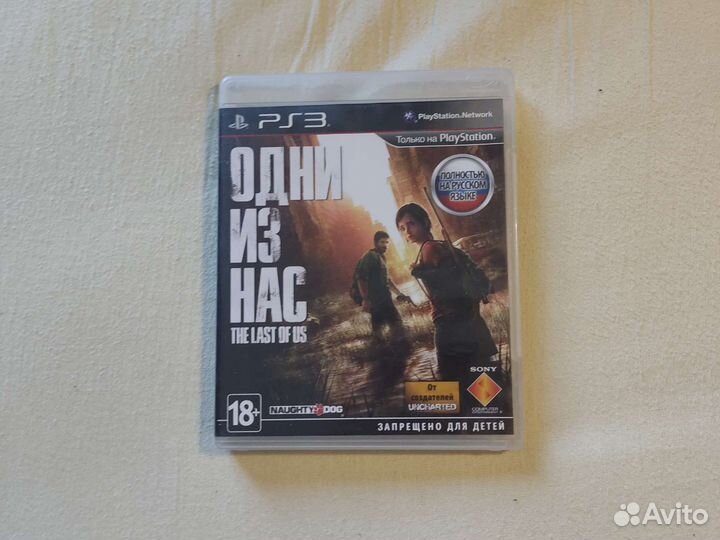 PS3
PlayStation®Network
Только на PlayStation®
ОДНИ
ИЗ
НАС
THE LAST OF US
ПОЛНОСТЬЮ
НА РУССКОМ
ЯЗЫКЕ
18+
NAUGHTY DOG
От
создателей
UNCHARTED
SONY
COMPUTER
ЗАПРЕЩЕНО ДЛЯ ДЕТЕЙ
Avito